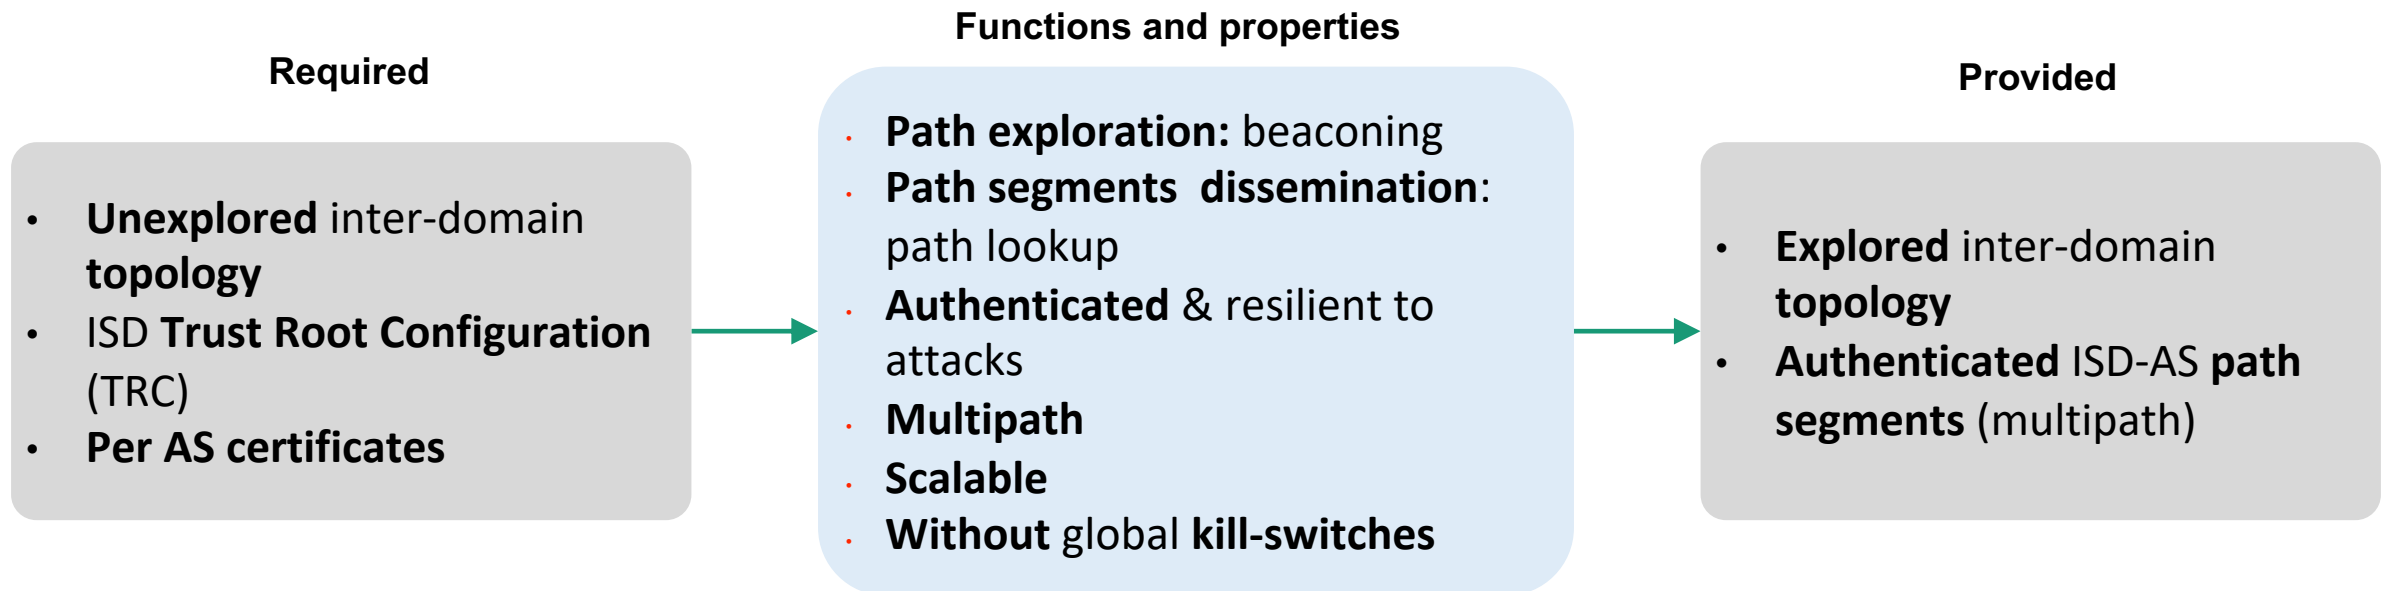 Required
• Unexplored inter-domain
topology
• ISD Trust Root Configuration
(TRC)
• Per AS certificates
Functions and properties
• Path exploration: beaconing
• Path segments  dissemination:
path lookup
• Authenticated & resilient to
attacks
• Multipath
• Scalable
• Without global kill-switches
Provided
• Explored inter-domain
topology
• Authenticated ISD-AS path
segments (multipath)